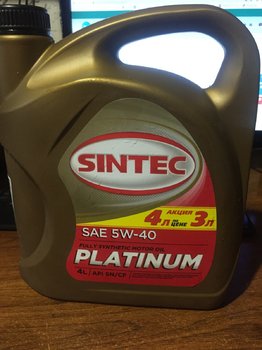 SINTEC
АКЦИЯ
4л по цене 3л
SAE 5W-40
FULLY SYNTHETIC MOTOR OIL
PLATINUM
4L API SN/CF